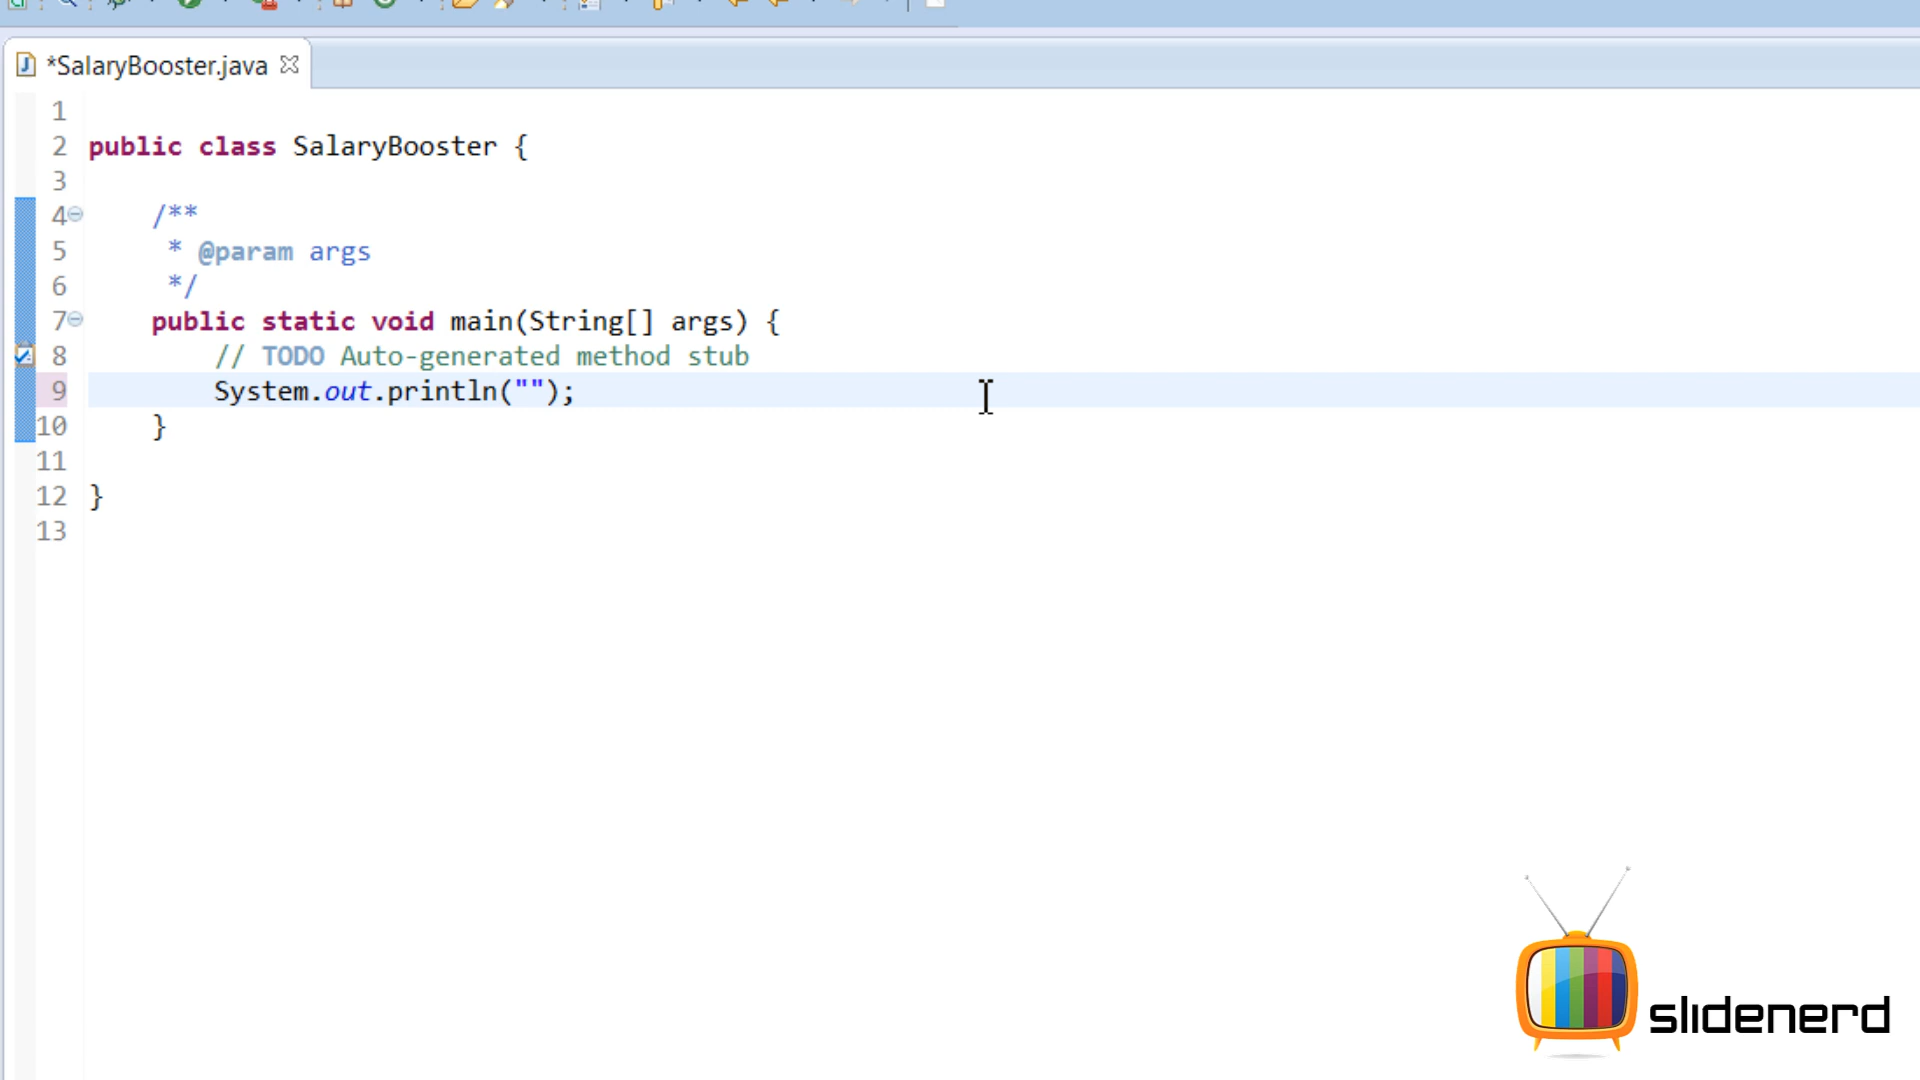 *SalaryBooster.java
1
2 public class SalaryBooster {
3
4 /**
5 * @param args
6 */
7 public static void main(String[] args) {
8 // TODO Auto-generated method stub
9 System.out.println("");
10 }
11
12 }
13
slidenerd